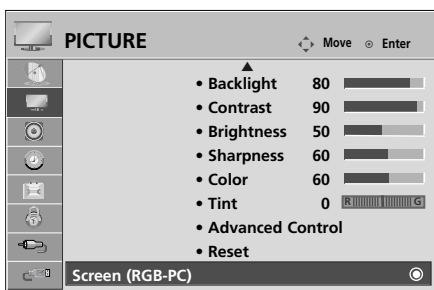 PICTURE Move Enter
• Backlight 80
• Contrast 90
• Brightness 50
• Sharpness 60
• Color 60
• Tint 0 R G
• Advanced Control
• Reset
Screen (RGB-PC)